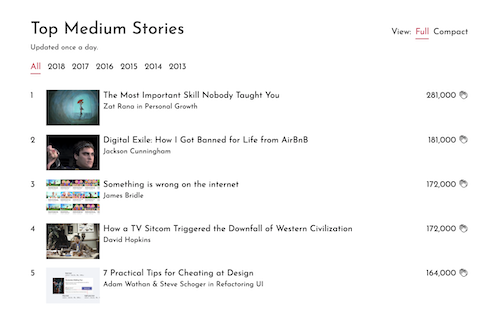 Top Medium Stories
View: Full Compact
Updated once a day.
All 2018 2017 2016 2015 2014 2013
1 The Most Important Skill Nobody Taught You 281,000
Zat Rana in Personal Growth
2 Digital Exile: How I Got Banned for Life from AirBnB 181,000
Jackson Cunningham
3 Something is wrong on the internet 172,000
James Bridle
4 How a TV Sitcom Triggered the Downfall of Western Civilization 172,000
David Hopkins
5 7 Practical Tips for Cheating at Design 164,000
Adam Wathan & Steve Schoger in Refactoring UI